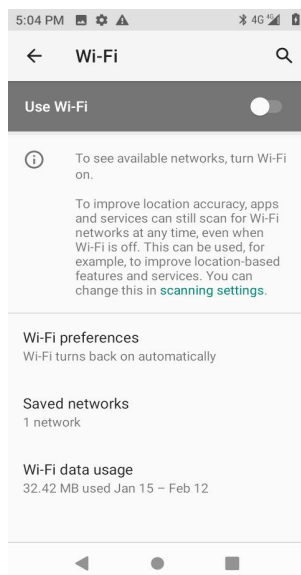 5:04 PM 4G 4G
Wi-Fi
Use Wi-Fi
To see available networks, turn Wi-Fi
on.
To improve location accuracy, apps
and services can still scan for Wi-Fi
networks at any time, even when
Wi-Fi is off. This can be used, for
example, to improve location-based
features and services. You can
change this in scanning settings.
Wi-Fi preferences
Wi-Fi turns back on automatically
Saved networks
1 network
Wi-Fi data usage
32.42 MB used Jan 15 – Feb 12